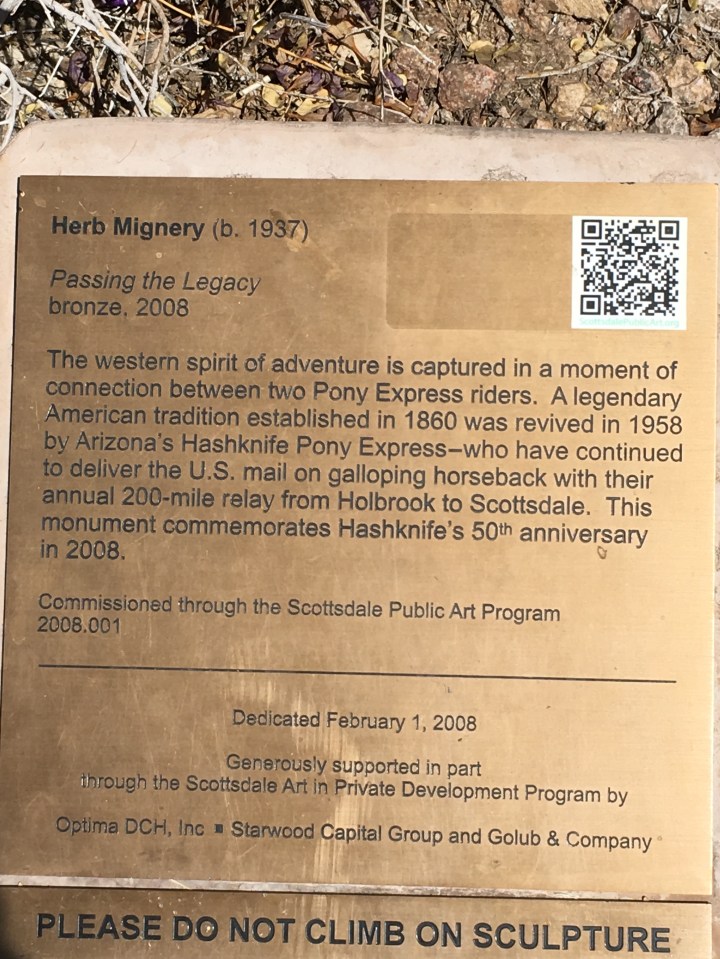 Herb Mignery (b. 1937)
Passing the Legacy
bronze, 2008
ScottsdalePublicArt.org
The western spirit of adventure is captured in a moment of
connection between two Pony Express riders. A legendary
American tradition established in 1860 was revived in 1958
by Arizona's Hashknife Pony Express–who have continued
to deliver the U.S. mail on galloping horseback with their
annual 200-mile relay from Holbrook to Scottsdale. This
monument commemorates Hashknife's 50th anniversary
in 2008.
Commissioned through the Scottsdale Public Art Program
2008.001
Dedicated February 1, 2008
Generously supported in part
through the Scottsdale Art in Private Development Program by
Optima DCH, Inc ▪ Starwood Capital Group and Golub & Company
PLEASE DO NOT CLIMB ON SCULPTURE